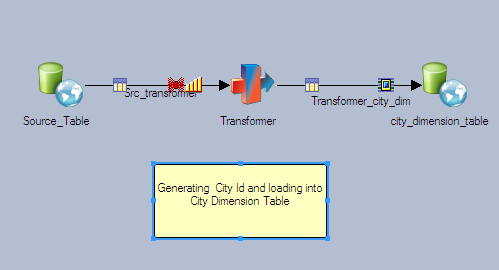 Src_transformer
Transformer_city_dim
Source_Table
Transformer
city_dimension_table
Generating City Id and loading into
City Dimension Table